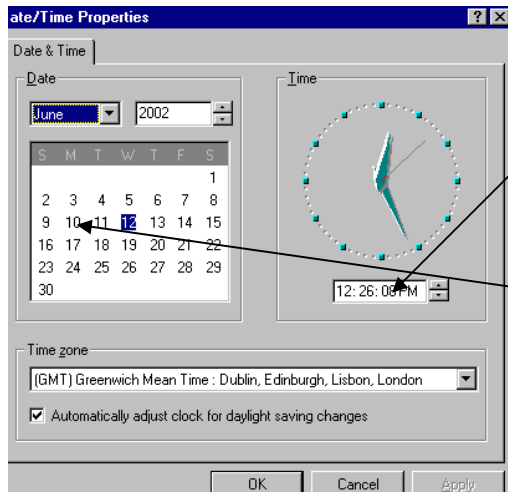 ate/Time Properties
Date & Time
Date
Time
June 2002
S M T W T F S
1
2 3 4 5 6 7 8
9 10 11 12 13 14 15
16 17 18 19 20 21 22
23 24 25 26 27 28 29
30
12:26:08 PM
Time zone
(GMT) Greenwich Mean Time : Dublin, Edinburgh, Lisbon, London
Automatically adjust clock for daylight saving changes
OK Cancel Apply